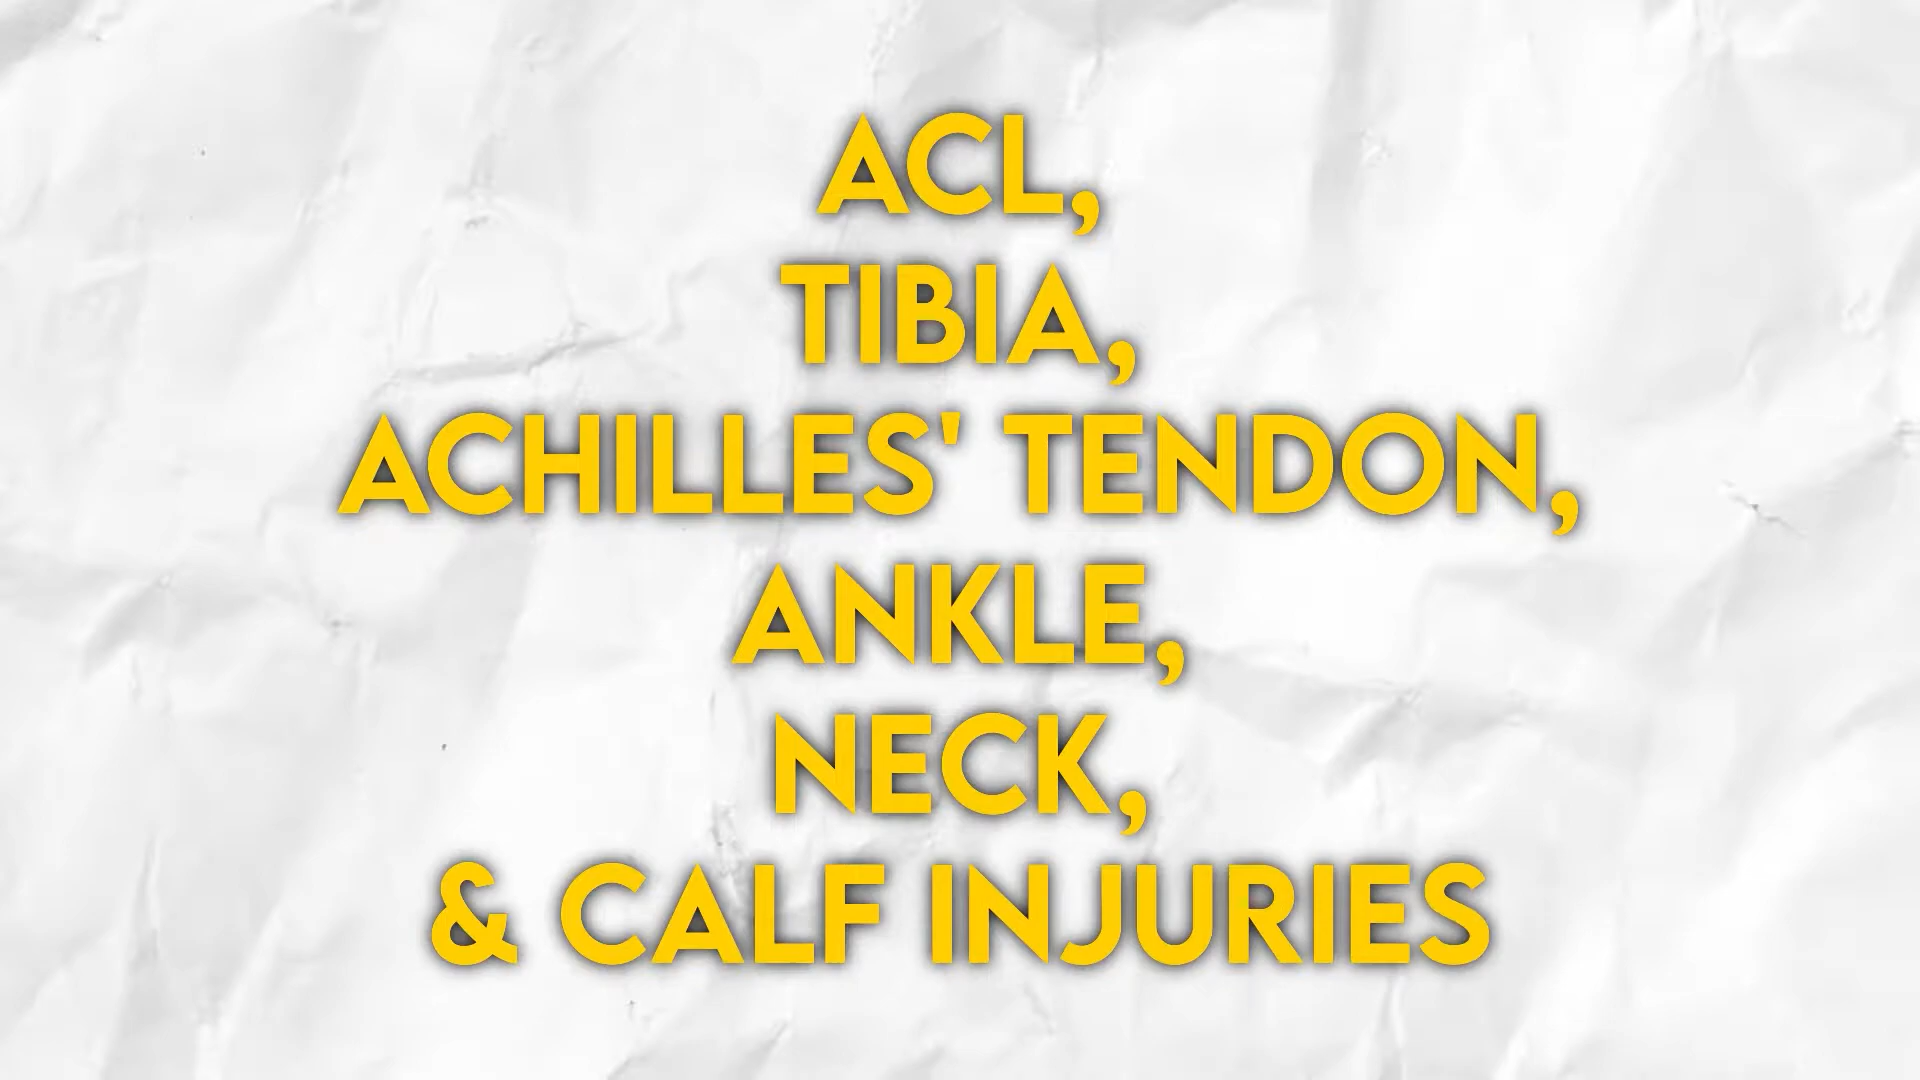 ACL,
TIBIA,
ACHILLES' TENDON,
ANKLE,
NECK,
& CALF INJURIES